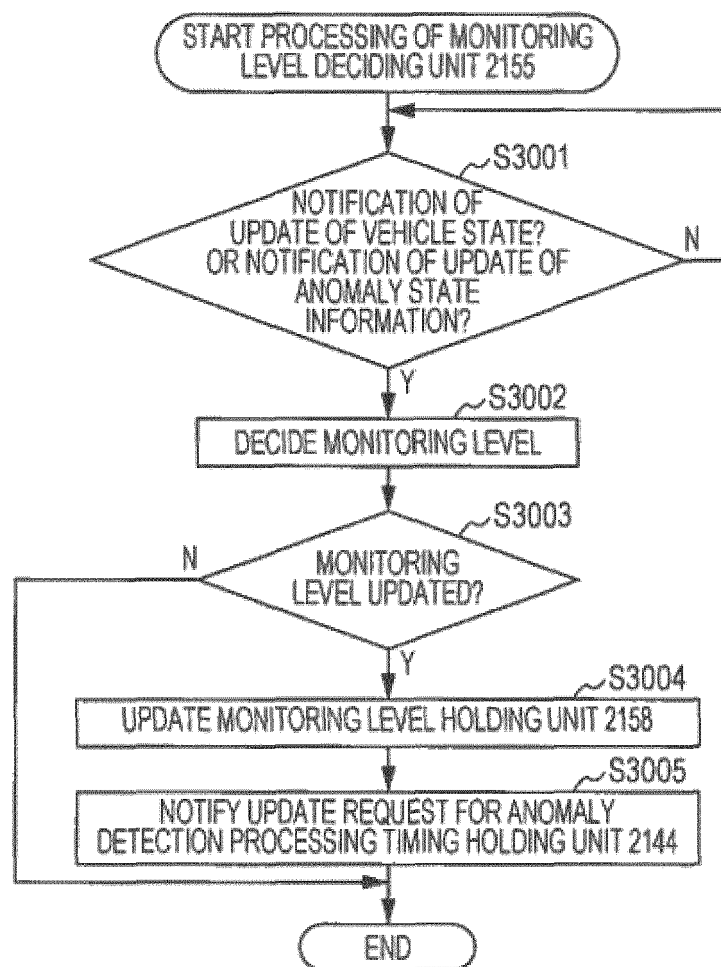 START PROCESSING OF MONITORING
LEVEL DECIDING UNIT 2155
S3001
NOTIFICATION OF
UPDATE OF VEHICLE STATE?
OR NOTIFICATION OF UPDATE OF
ANOMALY STATE
INFORMATION?
N
Y
S3002
DECIDE MONITORING LEVEL
S3003
N
MONITORING
LEVEL UPDATED?
Y
S3004
UPDATE MONITORING LEVEL HOLDING UNIT 2158
S3005
NOTIFY UPDATE REQUEST FOR ANOMALY
DETECTION PROCESSING TIMING HOLDING UNIT 2144
END